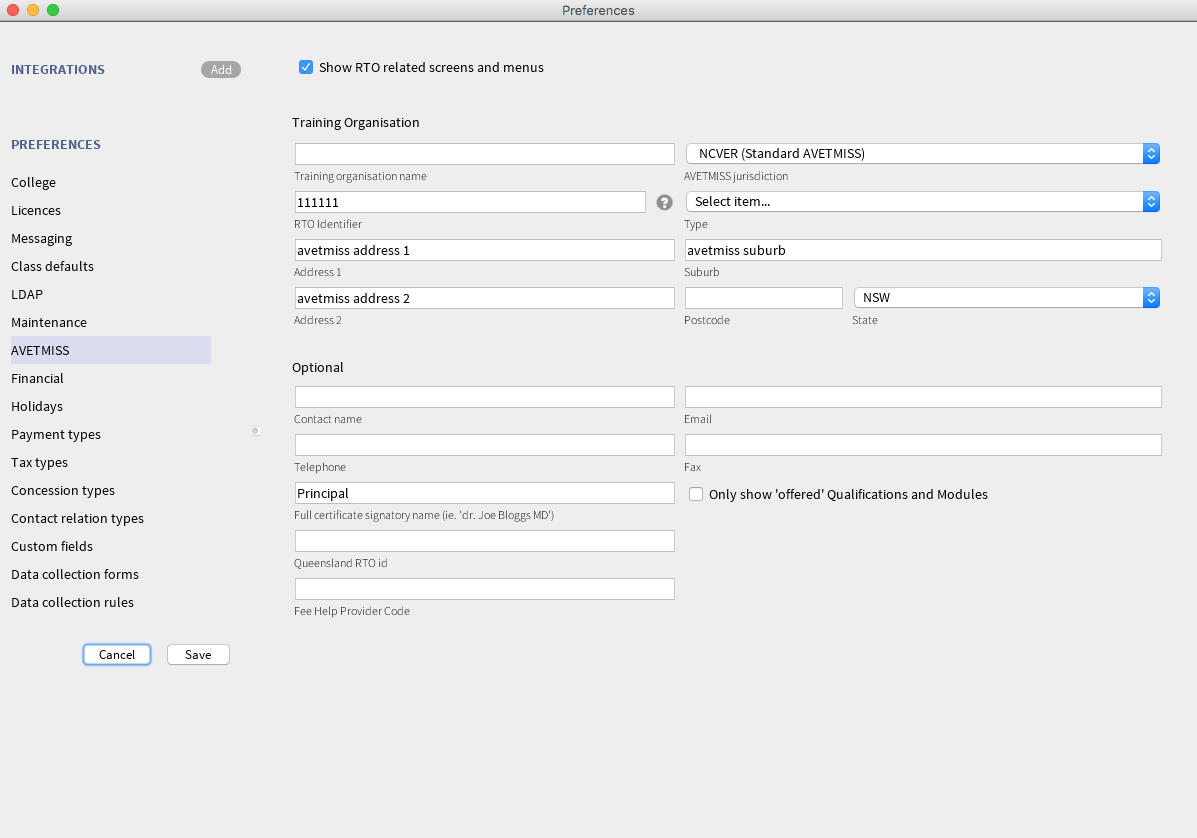 Preferences
INTEGRATIONS
Add
PREFERENCES
College
Licences
Messaging
Class defaults
LDAP
Maintenance
AVETMISS
Financial
Holidays
Payment types
Tax types
Concession types
Contact relation types
Custom fields
Data collection forms
Data collection rules
Cancel
Save
Show RTO related screens and menus
Training Organisation
NCVER (Standard AVETMISS)
Training organisation name
AVETMISS jurisdiction
111111
?
Select item...
RTO Identifier
Type
avetmiss address 1
avetmiss suburb
Address 1
Suburb
avetmiss address 2
NSW
Address 2
Postcode
State
Optional
Contact name
Email
Telephone
Fax
Principal
Only show 'offered' Qualifications and Modules
Full certificate signatory name (ie. 'dr. Joe Bloggs MD')
Queensland RTO id
Fee Help Provider Code